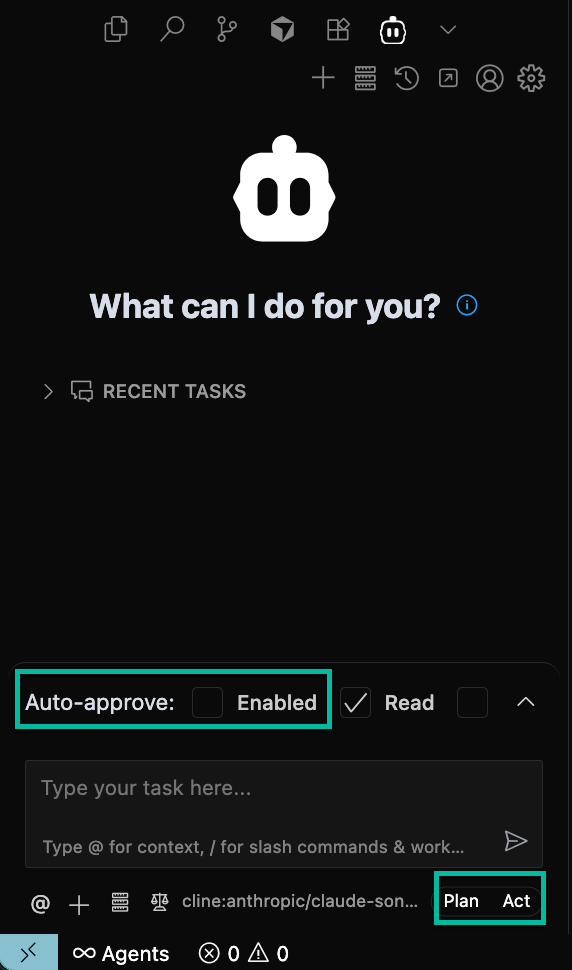 What can I do for you?
RECENT TASKS
Auto-approve: Enabled Read
Type your task here...
Type @ for context, / for slash commands & work...
@ cline:anthropic/claude-son... Plan Act
Agents 0 0